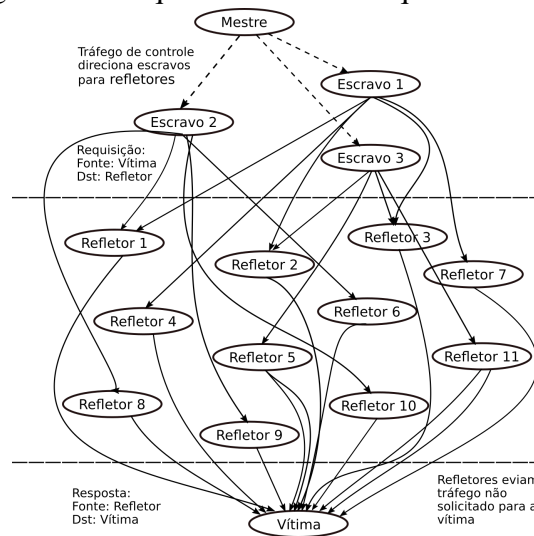 Mestre
Tráfego de controle
direciona escravos
para refletores
Escravo 1
Escravo 2
Requisição:
Fonte: Vítima
Dst: Refletor
Escravo 3
Refletor 1
Refletor 3
Refletor 2
Refletor 7
Refletor 4
Refletor 6
Refletor 5
Refletor 11
Refletor 8
Refletor 10
Refletor 9
Resposta:
Fonte: Refletor
Dst: Vítima
Refletores eviam
tráfego não
solicitado para a
vítima
Vítima